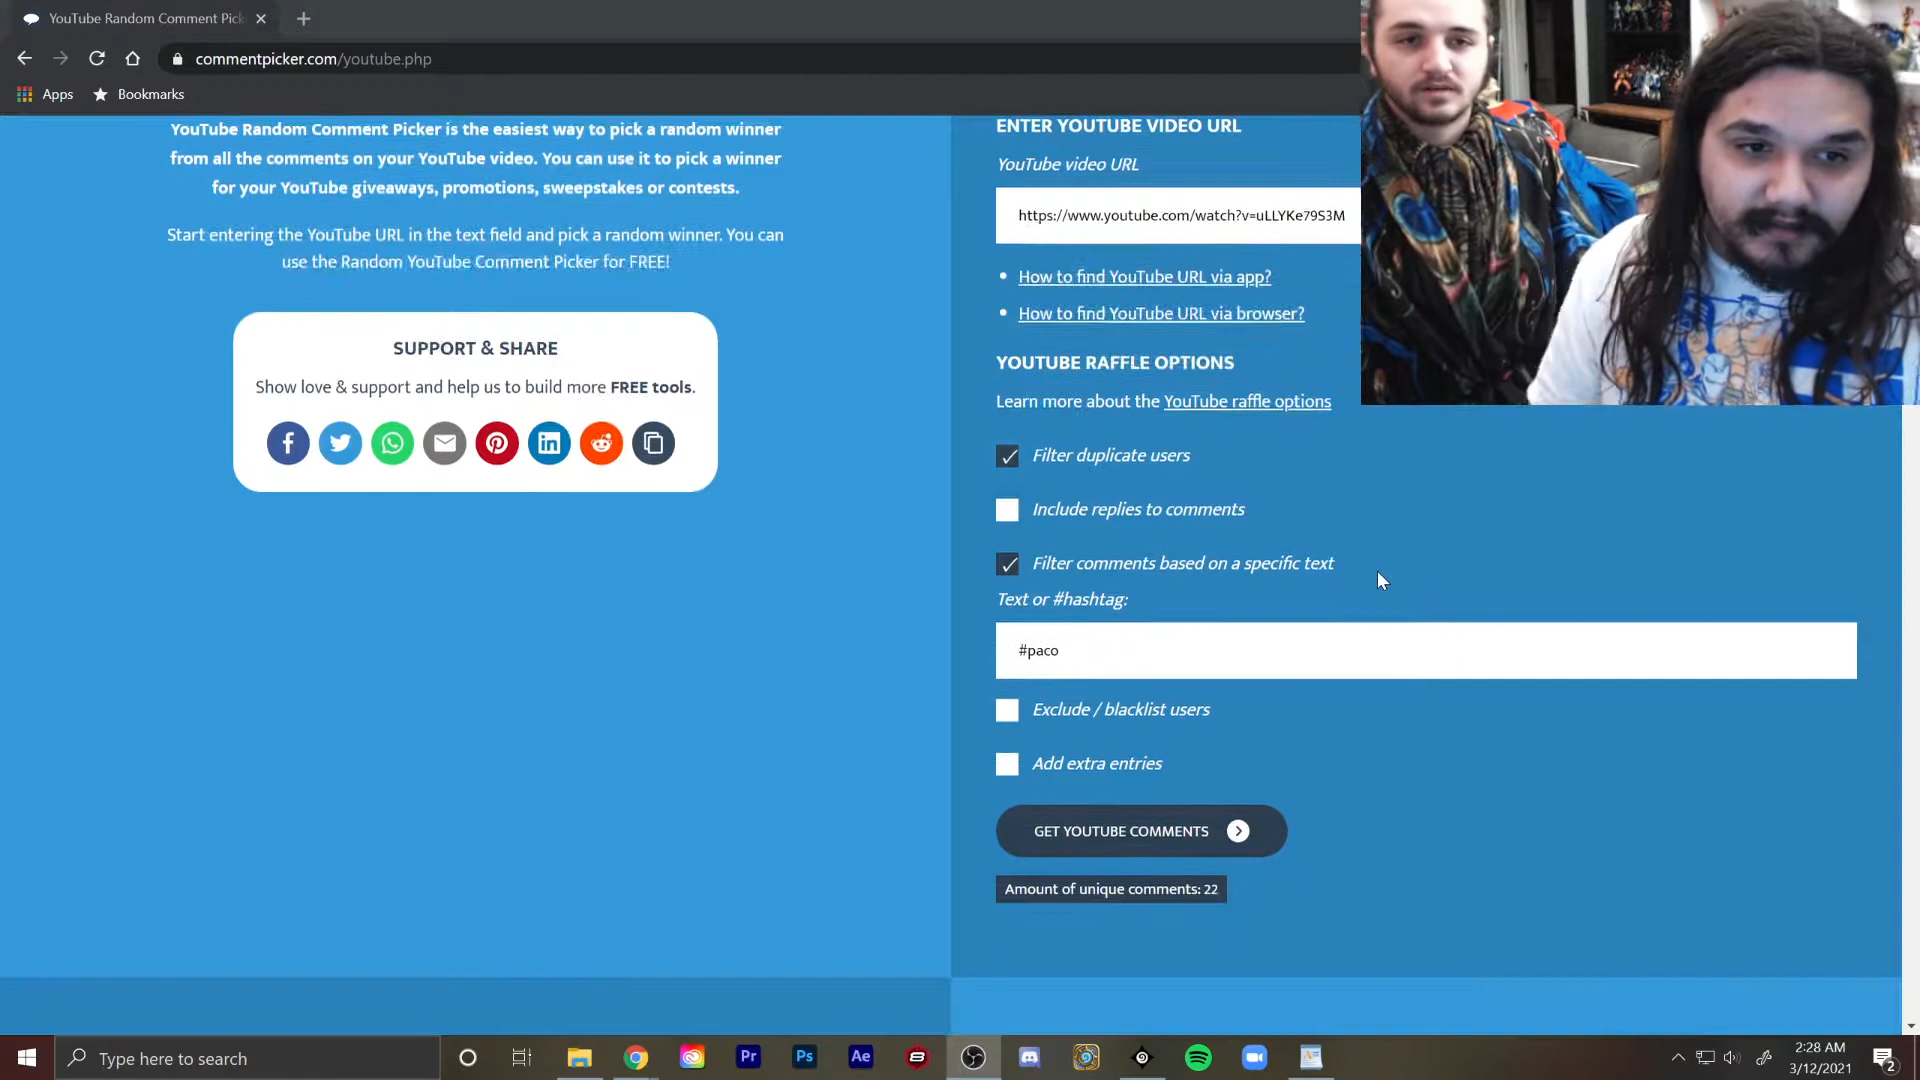 YouTube Random Comment Pick
commentpicker.com/youtube.php
Apps
Bookmarks
YouTube Random Comment Picker is the easiest way to pick a random winner
from all the comments on your YouTube video. You can use it to pick a winner
for your YouTube giveaways, promotions, sweepstakes or contests.
Start entering the YouTube URL in the text field and pick a random winner. You can
use the Random YouTube Comment Picker for FREE!
SUPPORT & SHARE
Show love & support and help us to build more FREE tools.
ENTER YOUTUBE VIDEO URL
YouTube video URL
https://www.youtube.com/watch?v=uLLYKe79S3M
How to find YouTube URL via app?
How to find YouTube URL via browser?
YOUTUBE RAFFLE OPTIONS
Learn more about the YouTube raffle options
Filter duplicate users
Include replies to comments
Filter comments based on a specific text
Text or #hashtag:
#paco
Exclude / blacklist users
Add extra entries
GET YOUTUBE COMMENTS
Amount of unique comments: 22
Type here to search
Pr
Ps
Ae
2:28 AM
3/12/2021
2